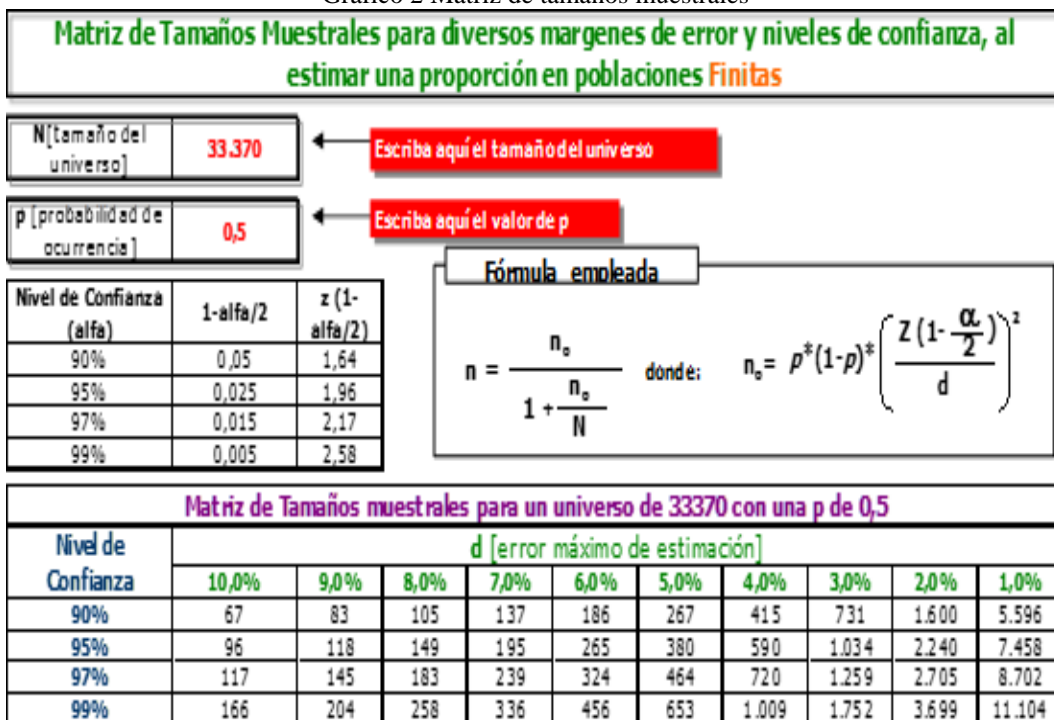 Gráfico 2 Matriz de tamaños muestrales
Matriz de Tamaños Muestrales para diversos margenes de error y niveles de confianza, al
estimar una proporción en poblaciones Finitas
N[tamaño del
universo]
33.370
Escriba aquí el tamaño del universo
p [probabilidad de
ocurrencia]
0,5
Escriba aquí el valor de p
Nivel de Confianza
(alfa)
1-alfa/2
z (1-
alfa/2)
90% 0,05 1,64
95% 0,025 1,96
97% 0,015 2,17
99% 0,005 2,58
Fórmula empleada
n = n₀ / (1 + n₀/N) donde: n₀= p*(1-p)* (Z (1- α/2) / d)²
Matriz de Tamaños muestrales para un universo de 33370 con una p de 0,5
Nivel de
Confianza
d [error máximo de estimación]
10,0% 9,0% 8,0% 7,0% 6,0% 5,0% 4,0% 3,0% 2,0% 1,0%
90% 67 83 105 137 186 267 415 731 1.600 5.596
95% 96 118 149 195 265 380 590 1.034 2.240 7.458
97% 117 145 183 239 324 464 720 1.259 2.705 8.702
99% 166 204 258 336 456 653 1.009 1.752 3.699 11.104